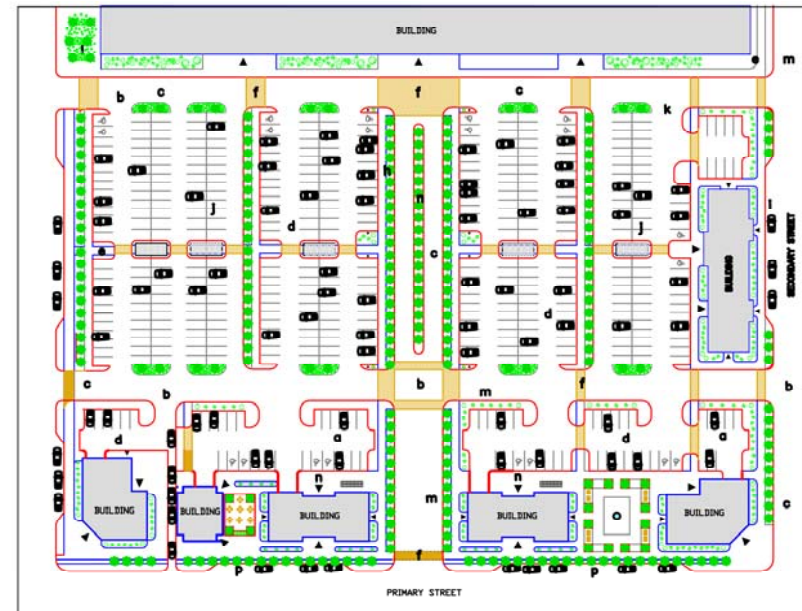 BUILDING
m
c f f c f
b
k
h
n
l
j
d
j
e c
SECONDARY STREET
BUILDING
d
c b b m f b
d a d a
n n
m
c
BUILDING BUILDING BUILDING BUILDING o BUILDING
f
p p
PRIMARY STREET